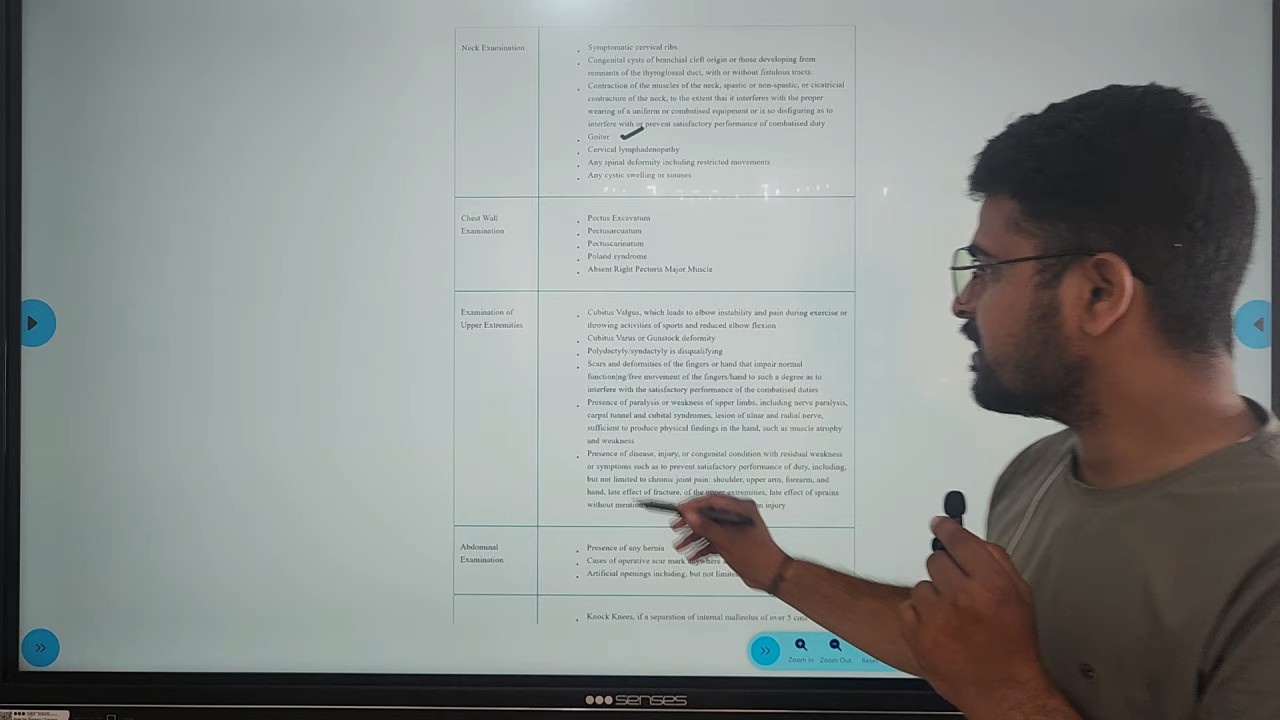 Neck Examination
Symptomatic cervical ribs.
Congenital cysts of branchial cleft origin or those developing from
remnants of the thyroglossal duct, with or without fistulous tracts.
Contraction of the muscles of the neck, spastic or non-spastic, or cicatricial
contracture of the neck, to the extent that it interferes with the proper
wearing of a uniform or combatised equipment or is so disfiguring as to
interfere with or prevent satisfactory performance of combatised duty
Goiter
Cervical lymphadenopathy
Any spinal deformity including restricted movements
Any cystic swelling or sinuses
Chest Wall
Examination
Pectus Excavatum
Pectusarcuatum
Pectuscarinatum
Poland syndrome
Absent Right Pectoris Major Muscle
Examination of
Upper Extremities
Cubitus Valgus, which leads to elbow instability and pain during exercise or
throwing activities of sports and reduced elbow flexion
Cubitus Varus or Gunstock deformity
Polydactyly/syndactyly is disqualifying
Scars and deformities of the fingers or hand that impair normal
functioning/free movement of the fingers/hand to such a degree as to
interfere with the satisfactory performance of the combatised duties
Presence of paralysis or weakness of upper limbs, including nerve paralysis,
carpal tunnel and cubital syndromes, lesion of ulnar and radial nerve,
sufficient to produce physical findings in the hand, such as muscle atrophy
and weakness
Presence of disease, injury, or congenital condition with residual weakness
or symptoms such as to prevent satisfactory performance of duty, including,
but not limited to chronic joint pain: shoulder, upper arm, forearm, and
hand, late effect of fracture, of the upper extremities, late effect of sprains
without mention injury
Abdominal
Examination
Presence of any hernia
Cases of operative scar mark anywhere
Artificial openings including, but not limited
Knock Knees, if a separation of internal malleolus of over 5 cms
Zoom In Zoom Out Reset
senses